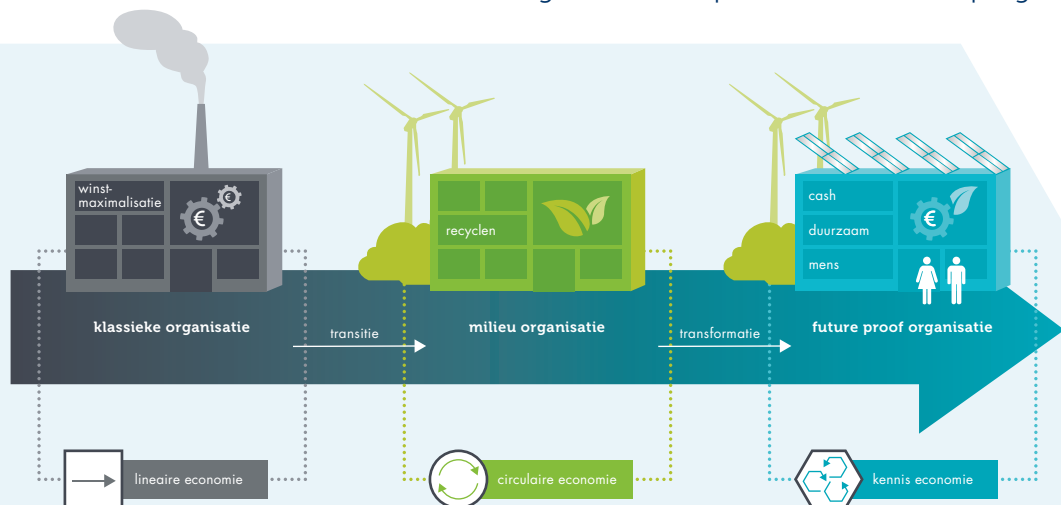 winst-
maximalisatie
€
€
recyclen
cash
duurzaam
mens
€
klassieke organisatie
transitie
milieu organisatie
transformatie
future proof organisatie
lineaire economie
circulaire economie
kennis economie